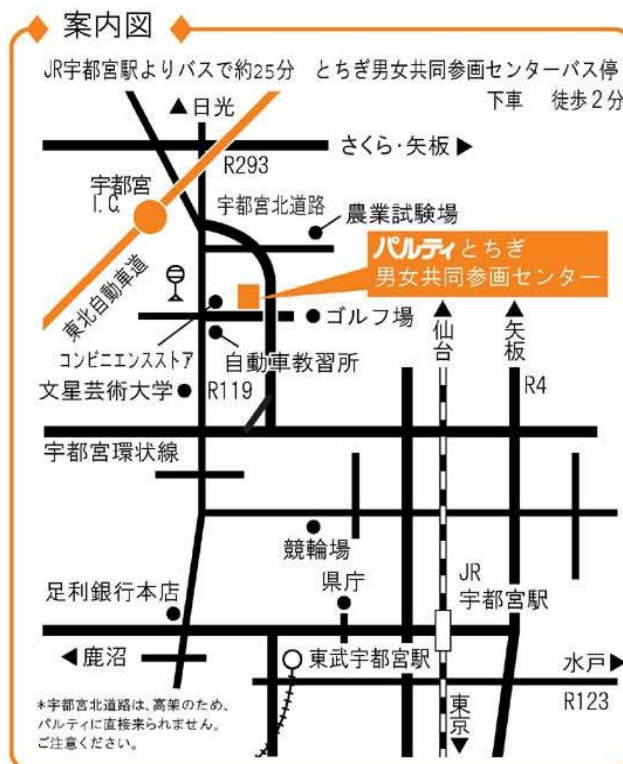 案内図
JR宇都宮駅よりバスで約25分　とちぎ男女共同参画センターバス停
下車　徒歩2分
▲日光
さくら・矢板▶
R293
宇都宮
I.C.
宇都宮北道路
農業試験場
パルティとちぎ
男女共同参画センター
東北自動車道
ゴルフ場
▲仙台
▲矢板
コンビニエンスストア
自動車教習所
文星芸術大学
R119
R4
宇都宮環状線
競輪場
JR
宇都宮駅
県庁
足利銀行本店
◀鹿沼
東武宇都宮駅
水戸▶
R123
東京▼
*宇都宮北道路は、高架のため、
パルティに直接来られません。
ご注意ください。